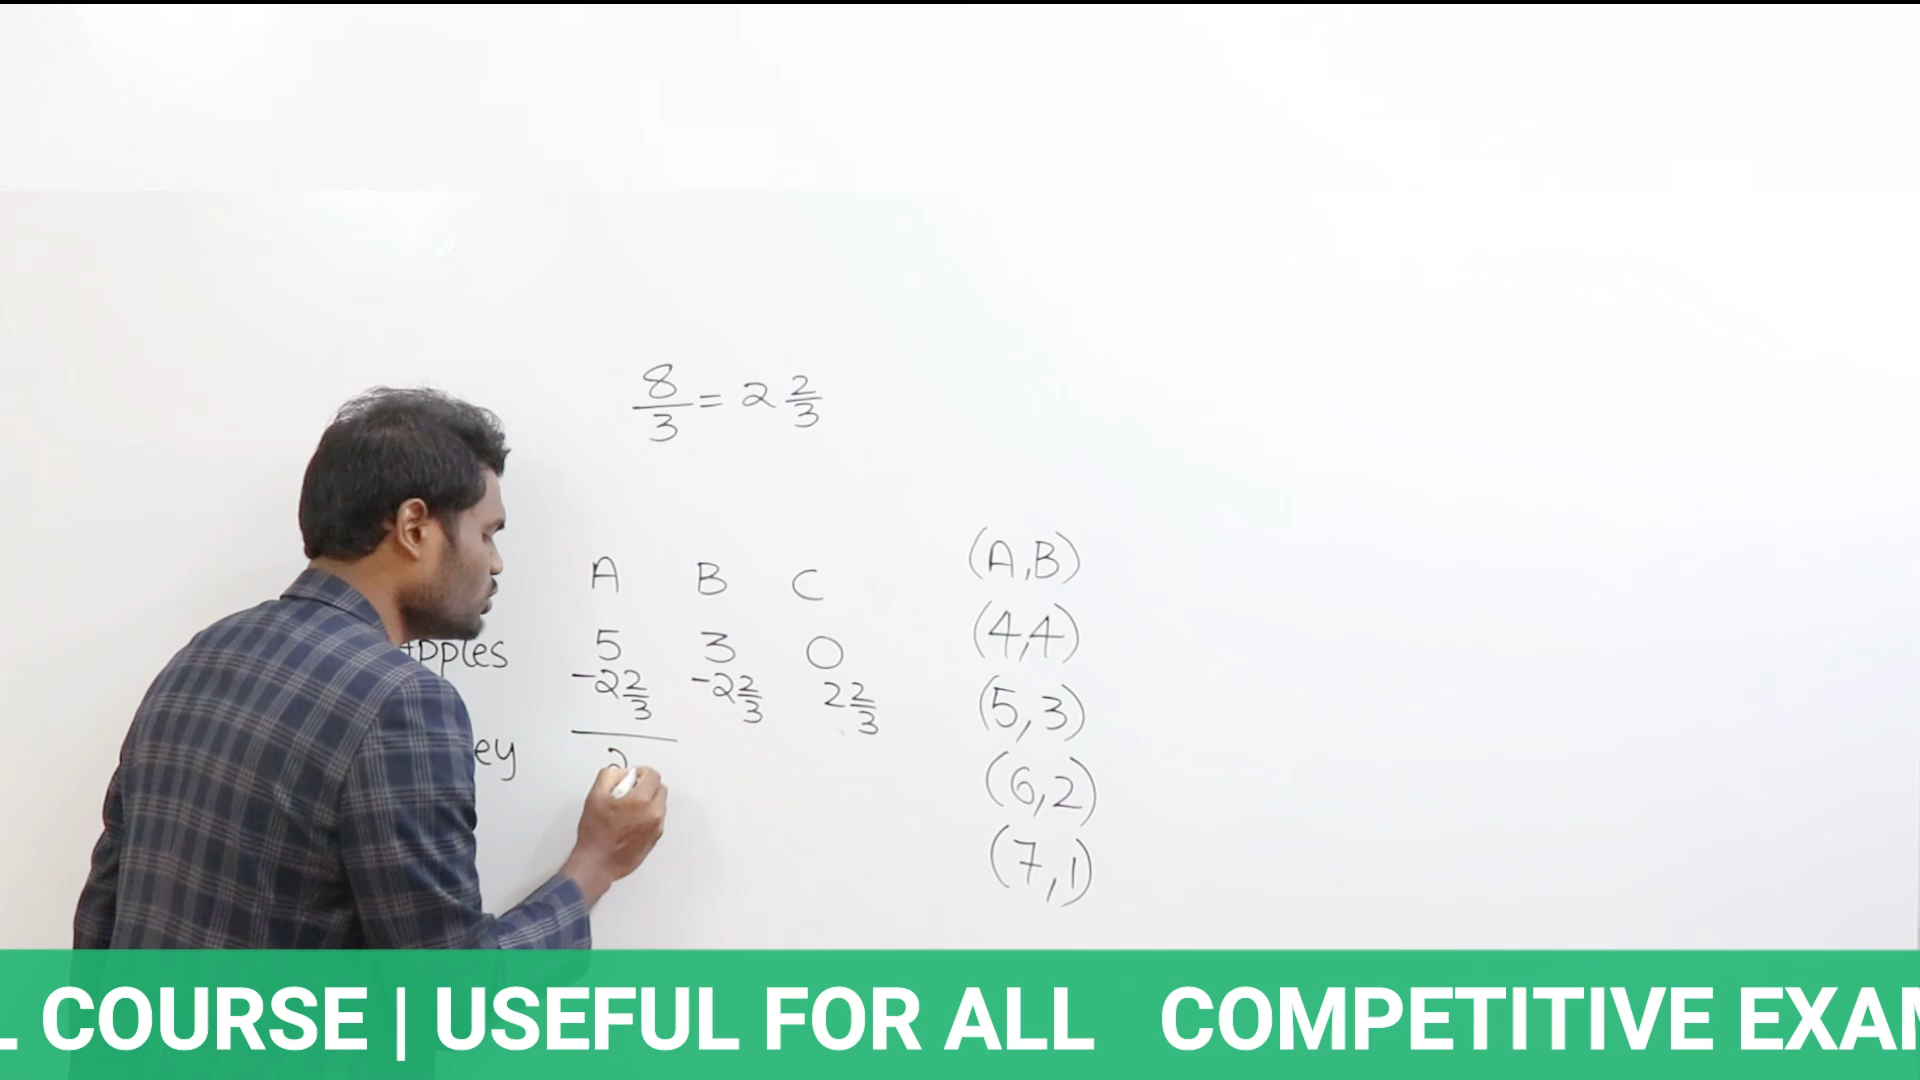 8/3 = 2 2/3
A B C
pples 5 3 0
-2 2/3 -2 2/3 2 2/3
ey 2
(A,B)
(4,4)
(5,3)
(6,2)
(7,1)
L COURSE | USEFUL FOR ALL COMPETITIVE EXAM